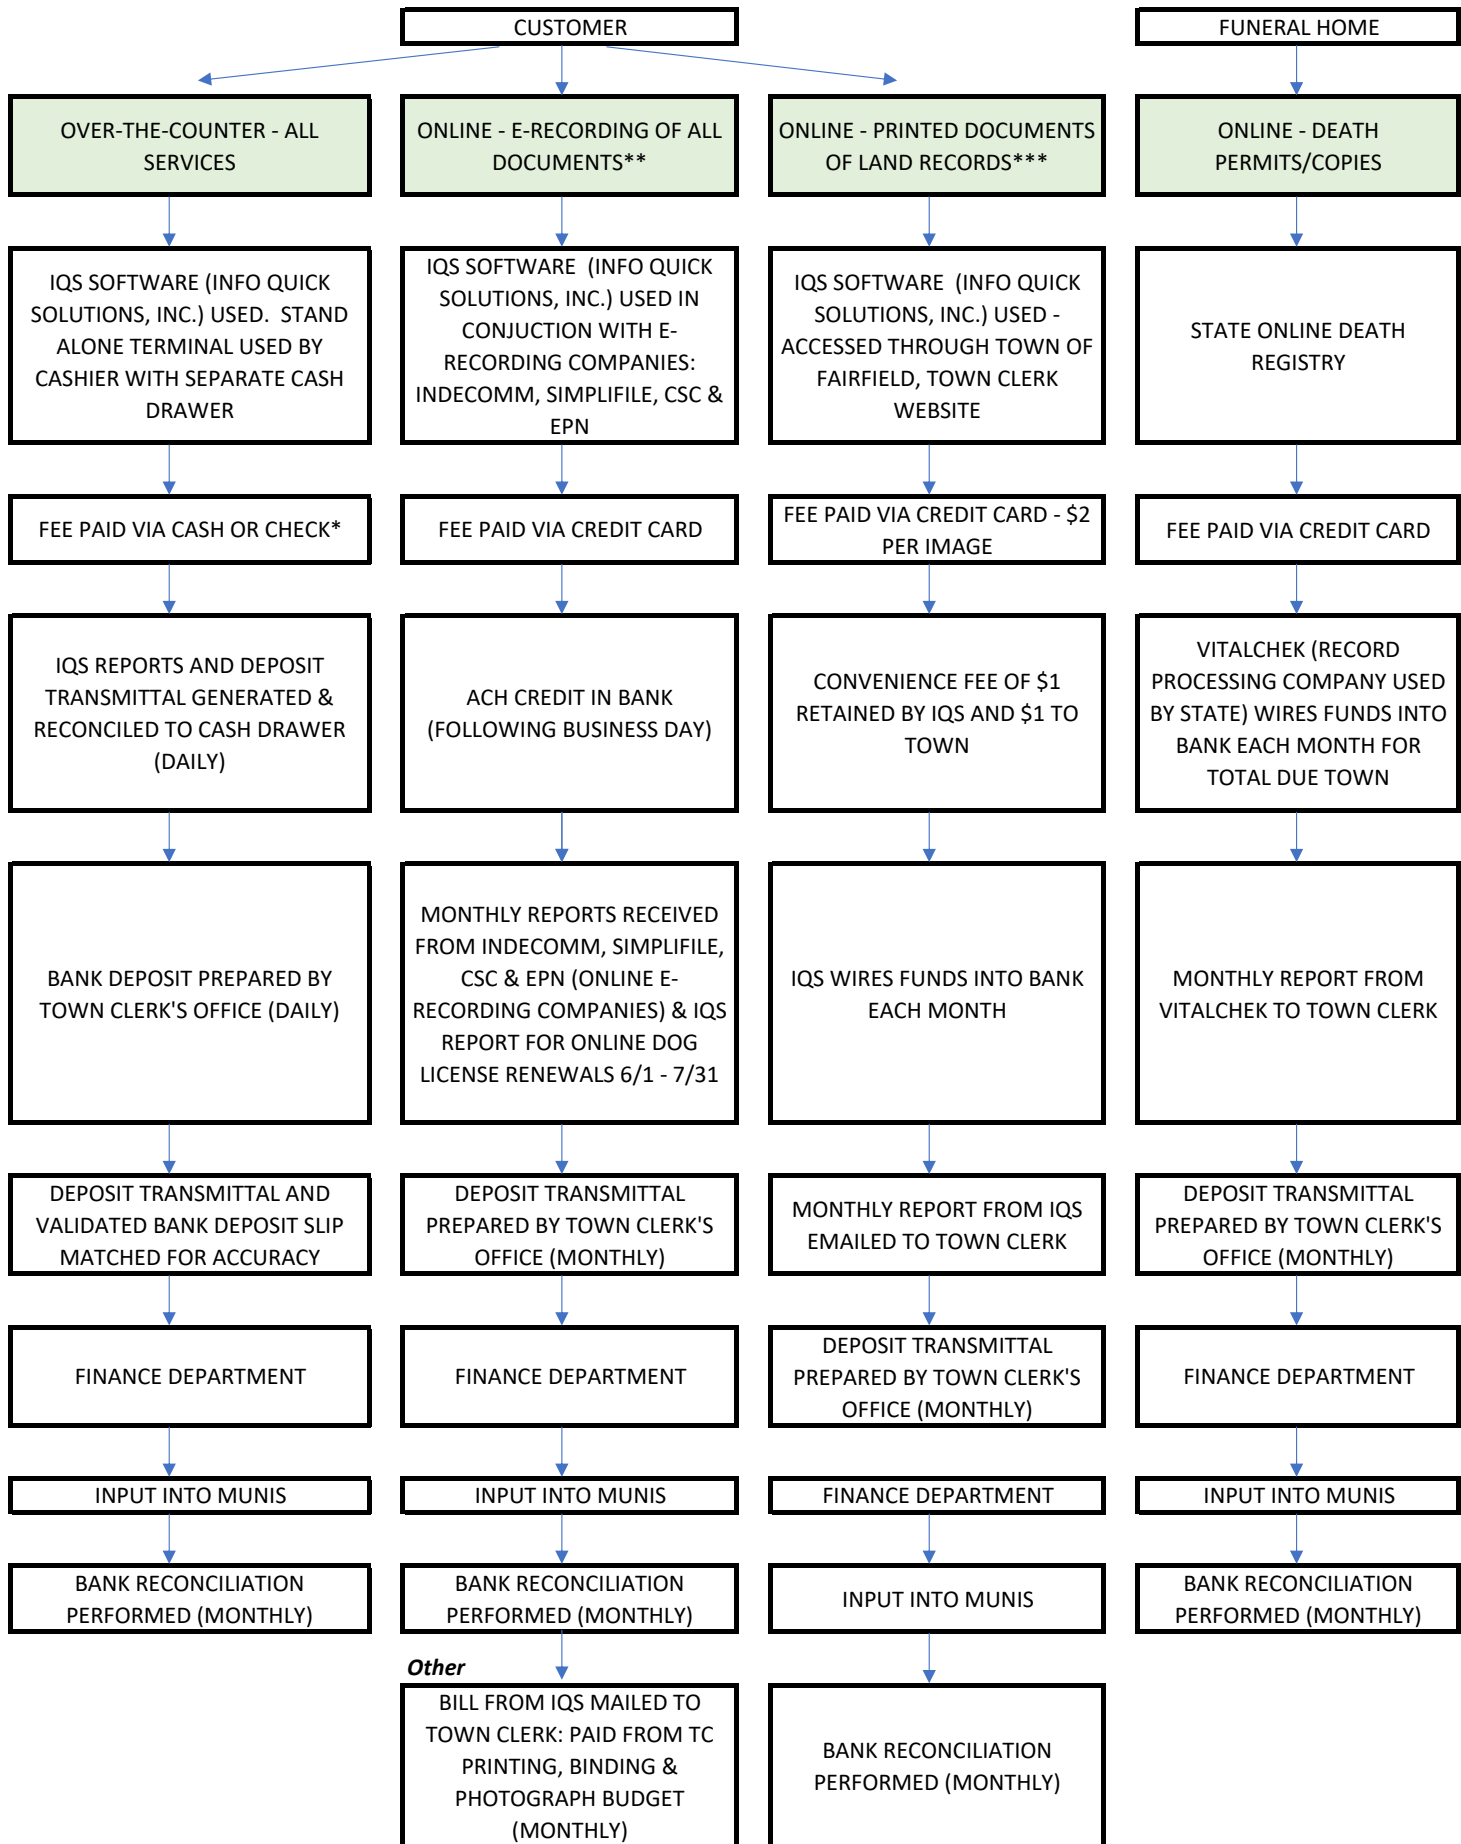 CUSTOMER
FUNERAL HOME
OVER-THE-COUNTER - ALL
SERVICES
ONLINE - E-RECORDING OF ALL
DOCUMENTS**
ONLINE - PRINTED DOCUMENTS
OF LAND RECORDS***
ONLINE - DEATH
PERMITS/COPIES
IQS SOFTWARE (INFO QUICK
SOLUTIONS, INC.) USED.  STAND
ALONE TERMINAL USED BY
CASHIER WITH SEPARATE CASH
DRAWER
IQS SOFTWARE  (INFO QUICK
SOLUTIONS, INC.) USED IN
CONJUCTION WITH E-
RECORDING COMPANIES:
INDECOMM, SIMPLIFILE, CSC &
EPN
IQS SOFTWARE  (INFO QUICK
SOLUTIONS, INC.) USED -
ACCESSED THROUGH TOWN OF
FAIRFIELD, TOWN CLERK
WEBSITE
STATE ONLINE DEATH
REGISTRY
FEE PAID VIA CASH OR CHECK*
FEE PAID VIA CREDIT CARD
FEE PAID VIA CREDIT CARD - $2
PER IMAGE
FEE PAID VIA CREDIT CARD
IQS REPORTS AND DEPOSIT
TRANSMITTAL GENERATED &
RECONCILED TO CASH DRAWER
(DAILY)
ACH CREDIT IN BANK
(FOLLOWING BUSINESS DAY)
CONVENIENCE FEE OF $1
RETAINED BY IQS AND $1 TO
TOWN
VITALCHEK (RECORD
PROCESSING COMPANY USED
BY STATE) WIRES FUNDS INTO
BANK EACH MONTH FOR
TOTAL DUE TOWN
BANK DEPOSIT PREPARED BY
TOWN CLERK'S OFFICE (DAILY)
MONTHLY REPORTS RECEIVED
FROM INDECOMM, SIMPLIFILE,
CSC & EPN (ONLINE E-
RECORDING COMPANIES) & IQS
REPORT FOR ONLINE DOG
LICENSE RENEWALS 6/1 - 7/31
IQS WIRES FUNDS INTO BANK
EACH MONTH
MONTHLY REPORT FROM
VITALCHEK TO TOWN CLERK
DEPOSIT TRANSMITTAL AND
VALIDATED BANK DEPOSIT SLIP
MATCHED FOR ACCURACY
DEPOSIT TRANSMITTAL
PREPARED BY TOWN CLERK'S
OFFICE (MONTHLY)
MONTHLY REPORT FROM IQS
EMAILED TO TOWN CLERK
DEPOSIT TRANSMITTAL
PREPARED BY TOWN CLERK'S
OFFICE (MONTHLY)
FINANCE DEPARTMENT
FINANCE DEPARTMENT
DEPOSIT TRANSMITTAL
PREPARED BY TOWN CLERK'S
OFFICE (MONTHLY)
FINANCE DEPARTMENT
INPUT INTO MUNIS
INPUT INTO MUNIS
FINANCE DEPARTMENT
INPUT INTO MUNIS
BANK RECONCILIATION
PERFORMED (MONTHLY)
BANK RECONCILIATION
PERFORMED (MONTHLY)
INPUT INTO MUNIS
BANK RECONCILIATION
PERFORMED (MONTHLY)
Other
BILL FROM IQS MAILED TO
TOWN CLERK: PAID FROM TC
PRINTING, BINDING &
PHOTOGRAPH BUDGET
(MONTHLY)
BANK RECONCILIATION
PERFORMED (MONTHLY)